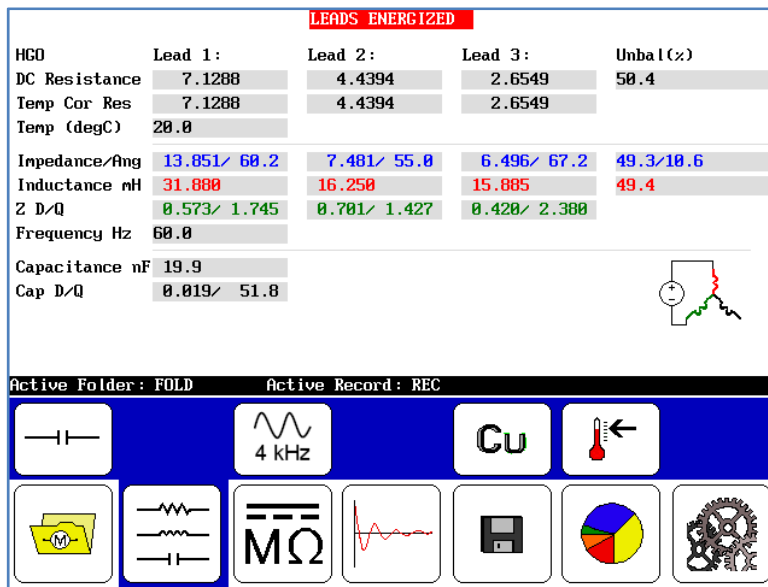 LEADS ENERGIZED
HGO Lead 1: Lead 2: Lead 3: Unbal(%)
DC Resistance 7.1288 4.4394 2.6549 50.4
Temp Cor Res 7.1288 4.4394 2.6549
Temp (degC) 20.0
Impedance/Ang 13.851/ 60.2 7.481/ 55.0 6.496/ 67.2 49.3/10.6
Inductance mH 31.880 16.250 15.885 49.4
Z D/Q 0.573/ 1.745 0.701/ 1.427 0.420/ 2.380
Frequency Hz 60.0
Capacitance nF 19.9
Cap D/Q 0.019/ 51.8
Active Folder: FOLD Active Record: REC
4 kHz
Cu
M
MΩ